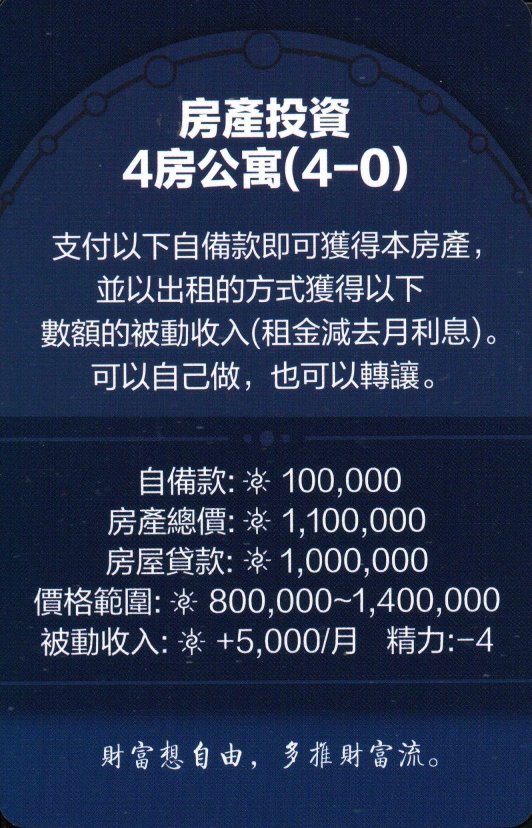 房產投資
4房公寓(4-0)
支付以下自備款即可獲得本房產，
並以出租的方式獲得以下
數額的被動收入(租金減去月利息)。
可以自己做，也可以轉讓。
自備款: 100,000
房產總價: 1,100,000
房屋貸款: 1,000,000
價格範圍: 800,000~1,400,000
被動收入: +5,000/月 精力:-4
財富想自由，多推財富流。